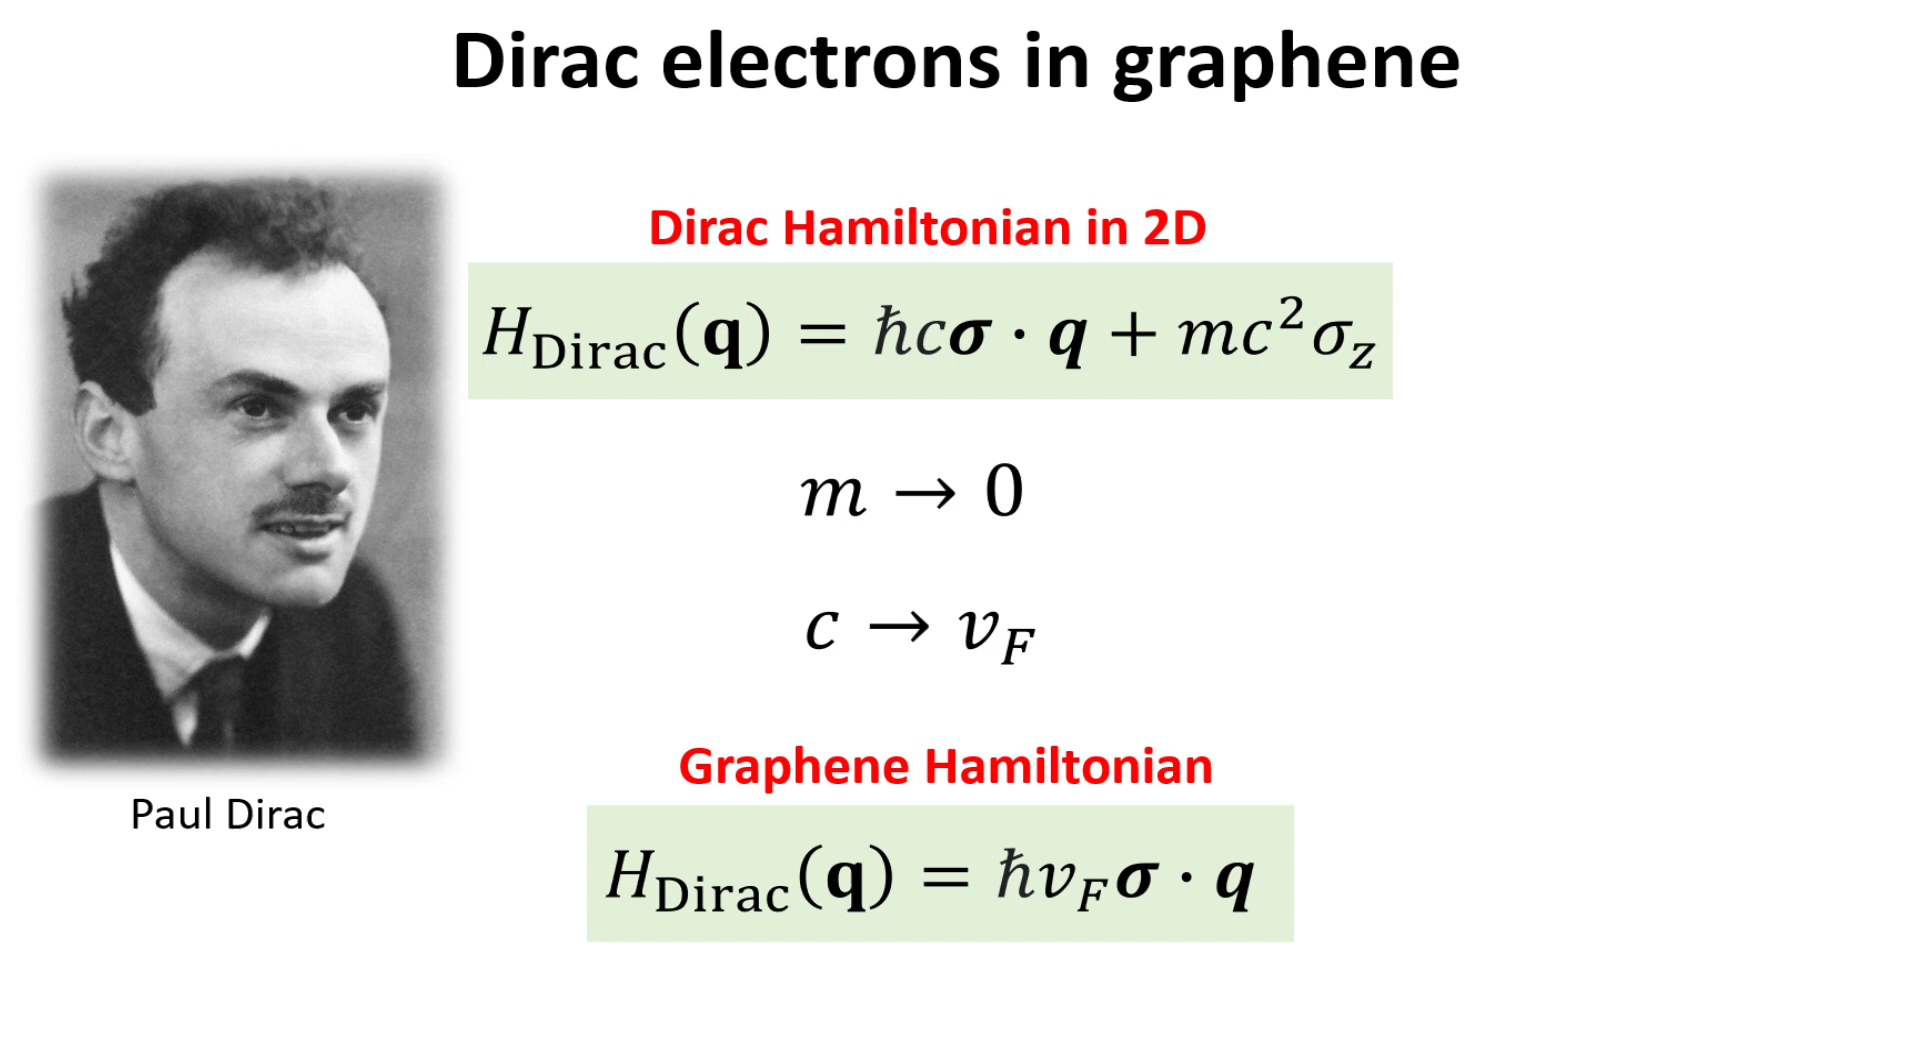 Dirac electrons in graphene
Dirac Hamiltonian in 2D
H_Dirac(𝐪) = ℏc𝝈 · 𝒒 + mc²σ_z
m → 0
c → v_F
Graphene Hamiltonian
H_Dirac(𝐪) = ℏv_F𝝈 · 𝒒
Paul Dirac